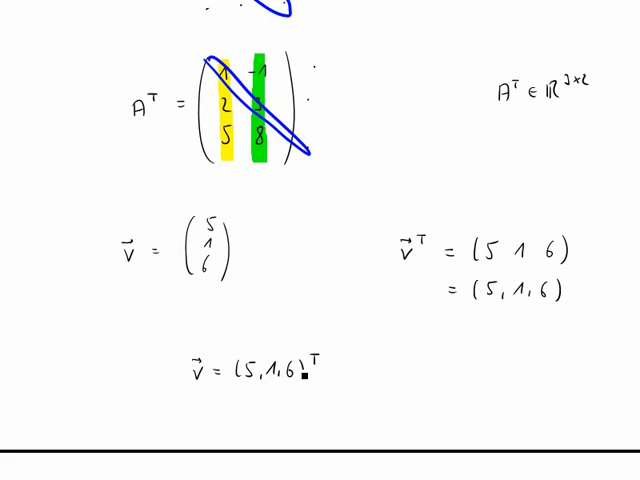 A^T = ( 1 -1
2 3
5 8 )
A^T ∈ ℝ^{3×2}
v⃗ = ( 5
1
6 )
v⃗^T = (5 1 6)
= (5, 1, 6)
v⃗ = (5, 1, 6)^T